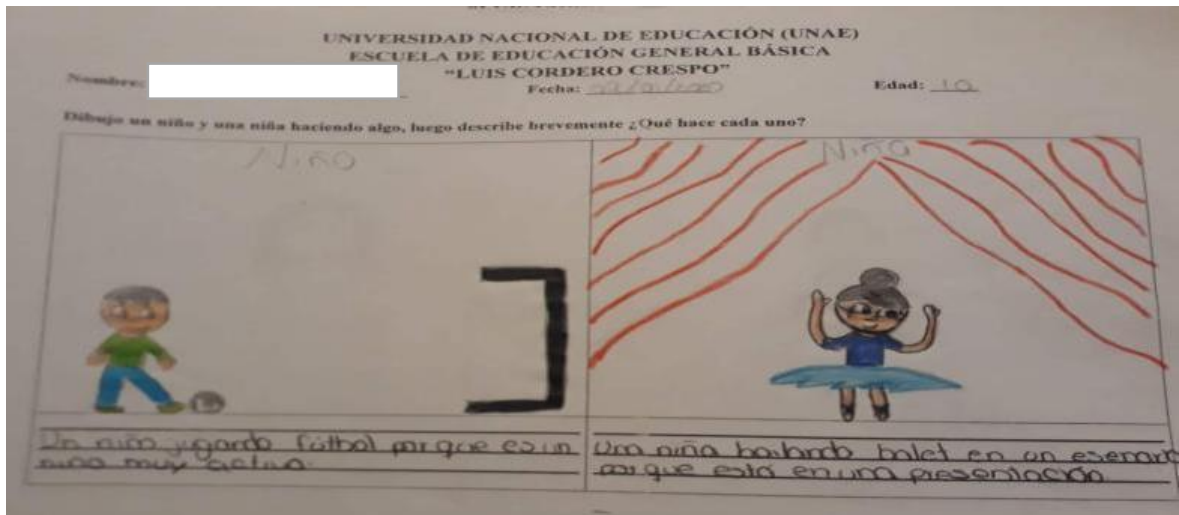 UNIVERSIDAD NACIONAL DE EDUCACIÓN (UNAE)
ESCUELA DE EDUCACIÓN GENERAL BÁSICA
"LUIS CORDERO CRESPO"
Nombre:
Fecha:
Edad: 10
Dibujo un niño y una niña haciendo algo, luego describe brevemente ¿Qué hace cada uno?
Niño
Un niño jugando fútbol porque es un
niño muy activo.
Niña
Una niña bailando balet en un esenario
porque está en una presentación.